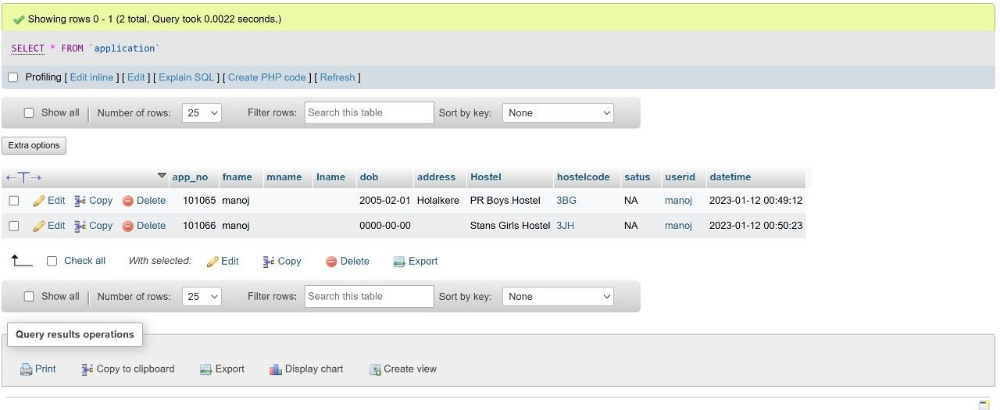 Showing rows 0 - 1 (2 total, Query took 0.0022 seconds.)
SELECT * FROM `application`
Profiling [ Edit inline ] [ Edit ] [ Explain SQL ] [ Create PHP code ] [ Refresh ]
Show all Number of rows: 25 Filter rows: Search this table Sort by key: None
Extra options
app_no fname mname lname dob address Hostel hostelcode satus userid datetime
Edit Copy Delete 101065 manoj 2005-02-01 Holalkere PR Boys Hostel 3BG NA manoj 2023-01-12 00:49:12
Edit Copy Delete 101066 manoj 0000-00-00 Stans Girls Hostel 3JH NA manoj 2023-01-12 00:50:23
Check all With selected: Edit Copy Delete Export
Show all Number of rows: 25 Filter rows: Search this table Sort by key: None
Query results operations
Print Copy to clipboard Export Display chart Create view